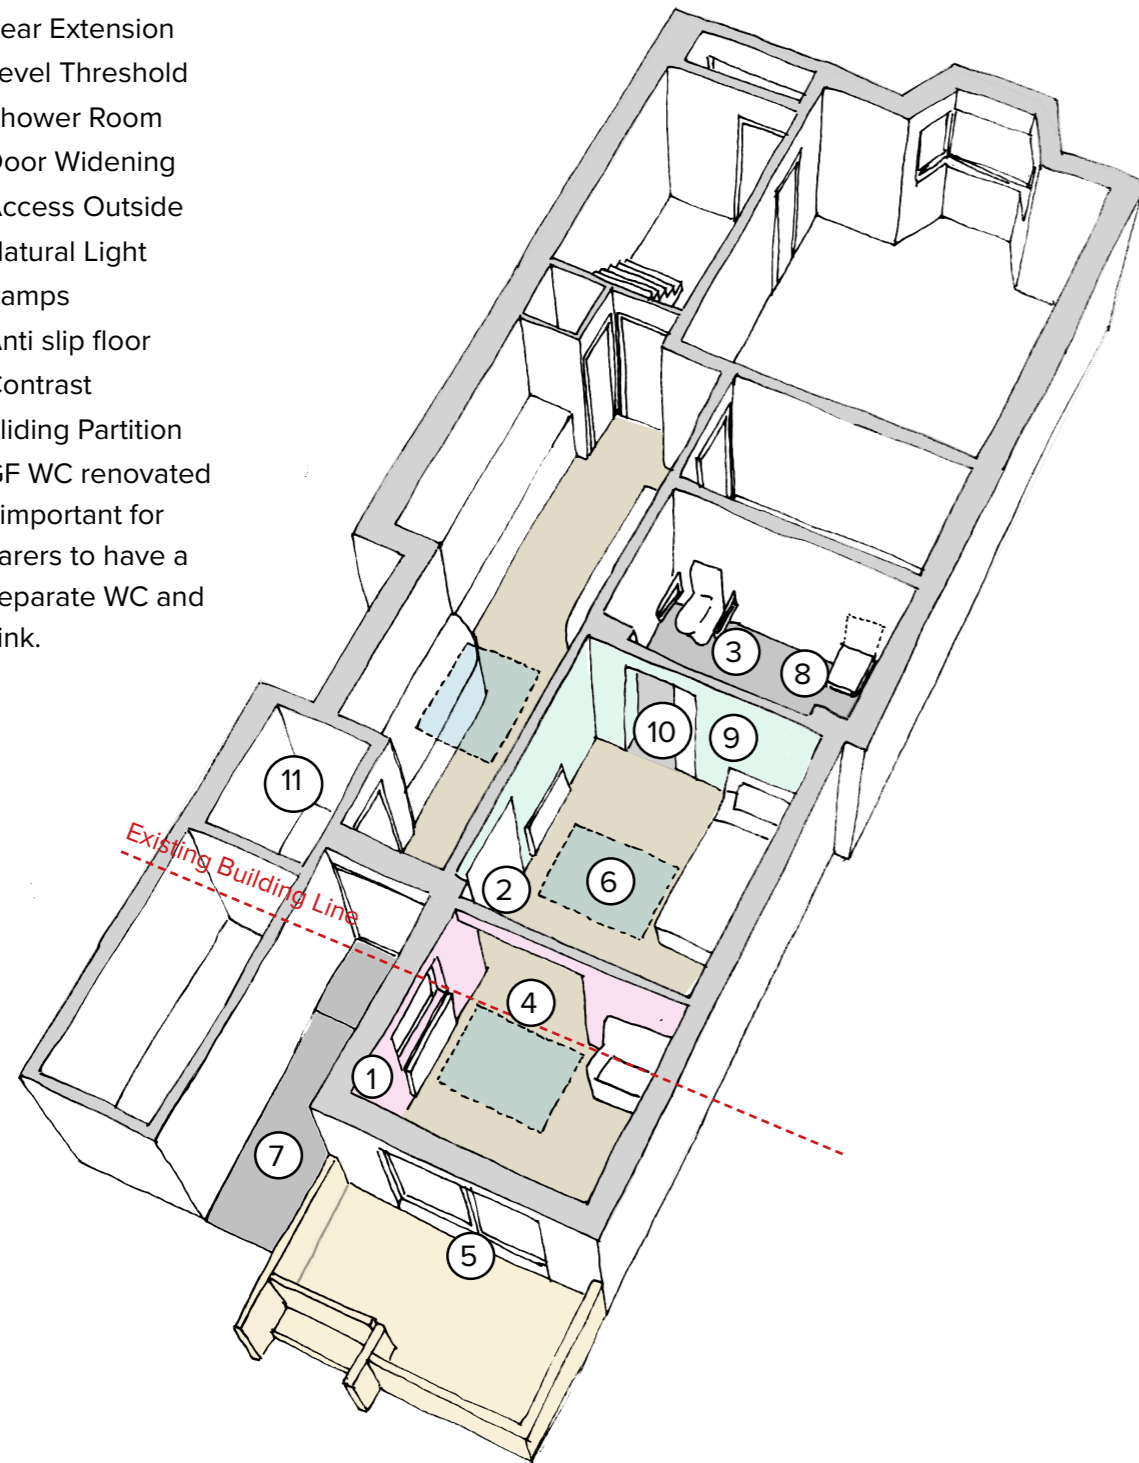 ear Extension
evel Threshold
hower Room
oor Widening
ccess Outside
atural Light
amps
nti slip floor
ontrast
liding Partition
GF WC renovated
important for
arers to have a
eparate WC and
ink.
3
8
10
9
11
Existing Building Line
2
6
4
1
7
5